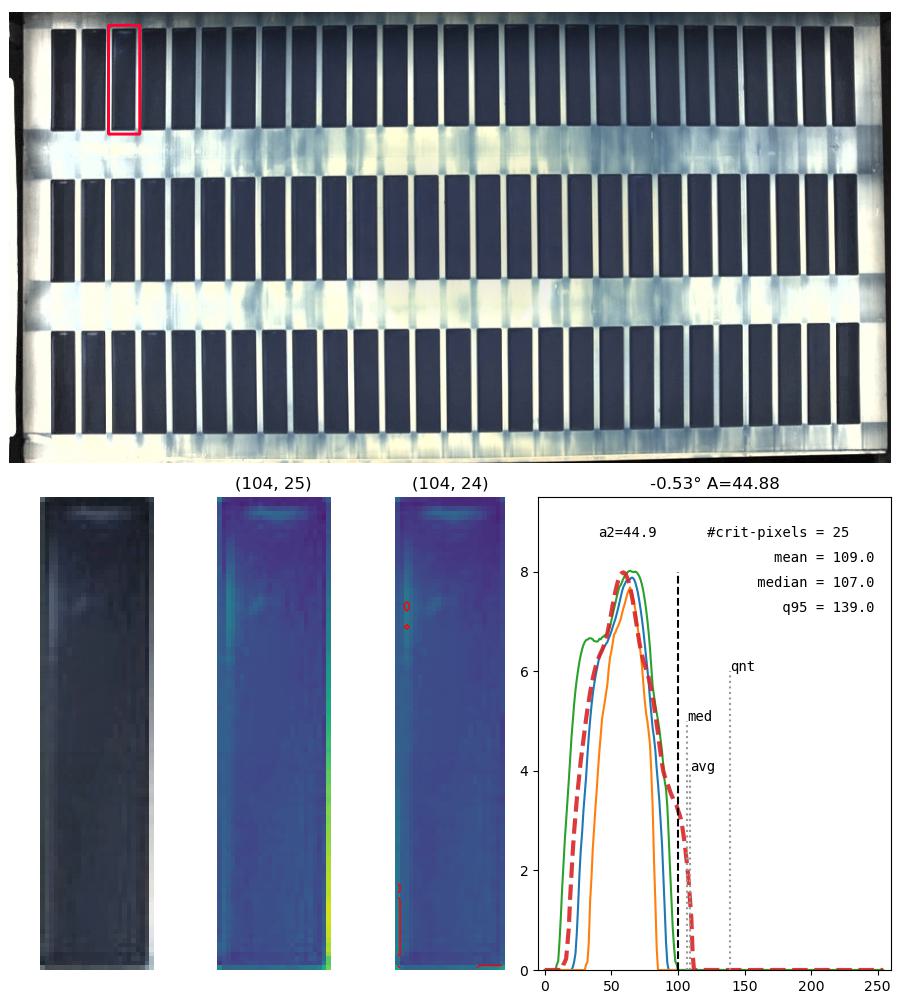 (104, 25)
(104, 24)
-0.53° A=44.88
a2=44.9
#crit-pixels = 25
mean = 109.0
median = 107.0
q95 = 139.0
qnt
med
avg
8
6
4
2
0
0 50 100 150 200 250